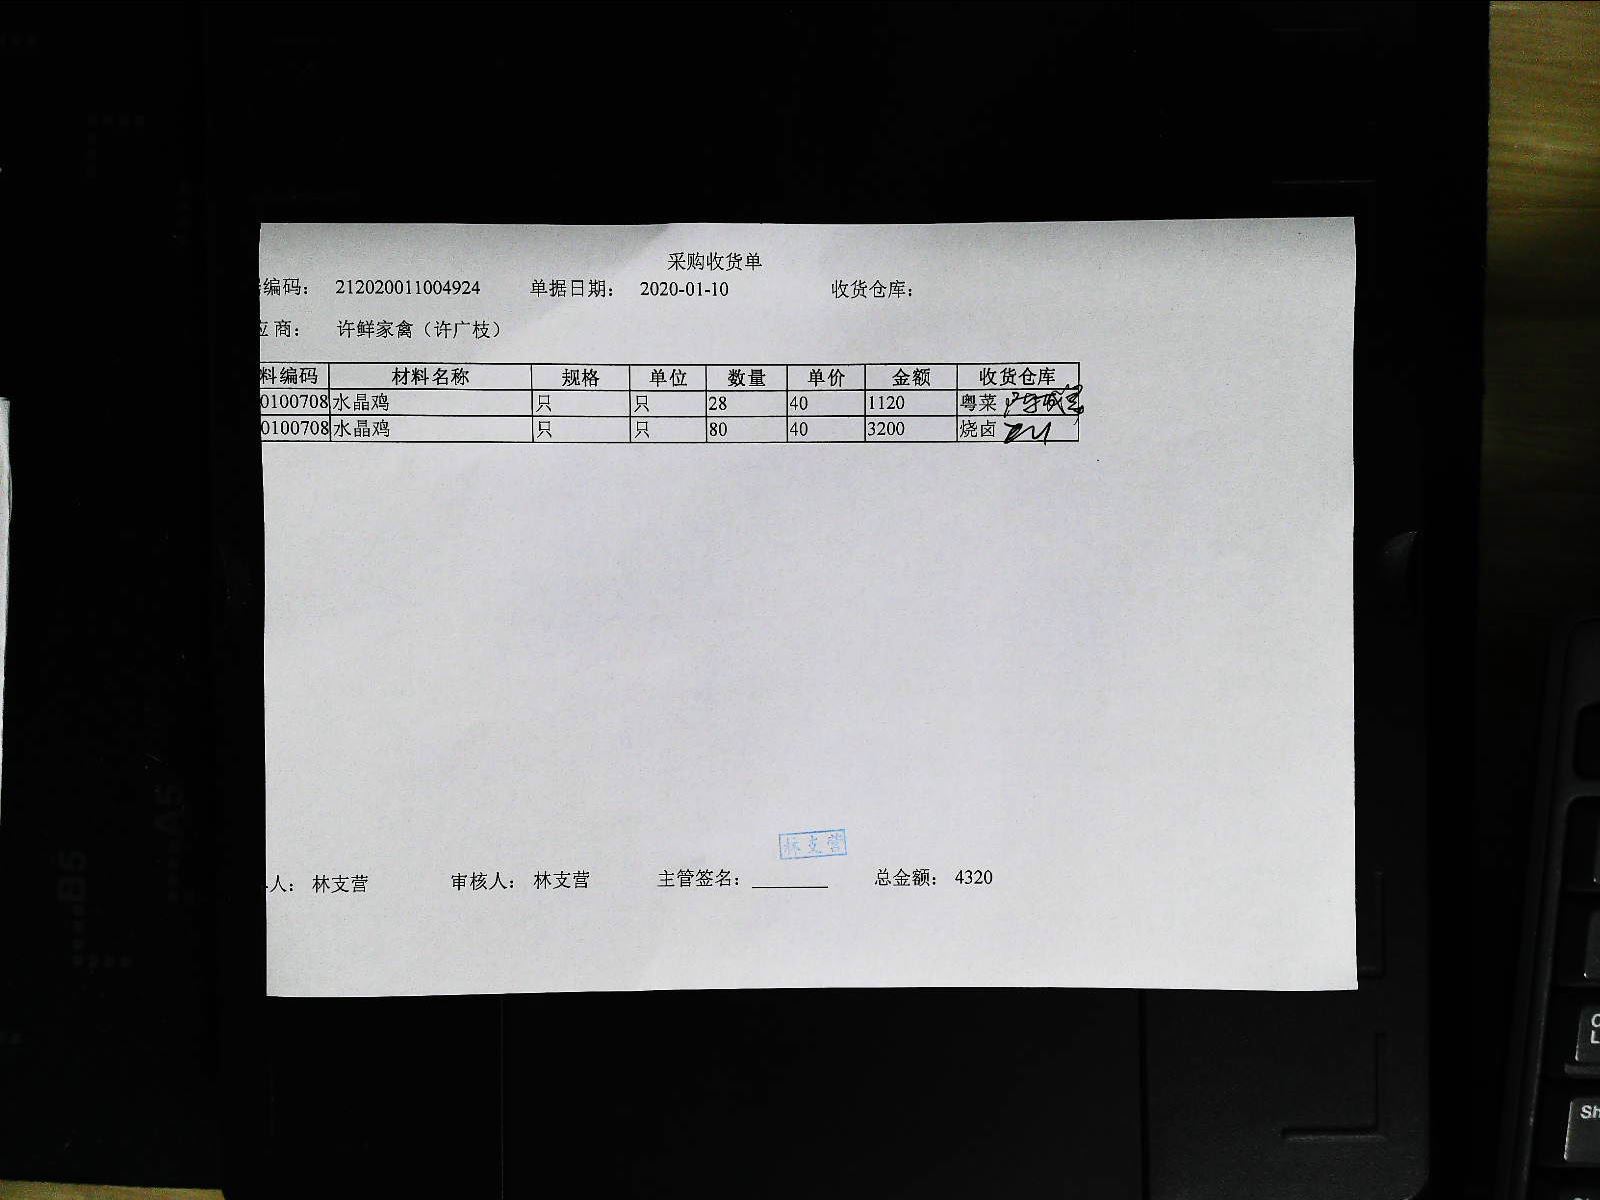 采购收货单
编码： 212020011004924 单据日期： 2020-01-10 收货仓库：
应商： 许鲜家禽（许广枝）
料编码 材料名称 规格 单位 数量 单价 金额 收货仓库
0100708 水晶鸡 只 只 28 40 1120 粤菜
0100708 水晶鸡 只 只 80 40 3200 烧卤
林支营
人： 林支营 审核人： 林支营 主管签名： 总金额： 4320
A5
B5
Sh